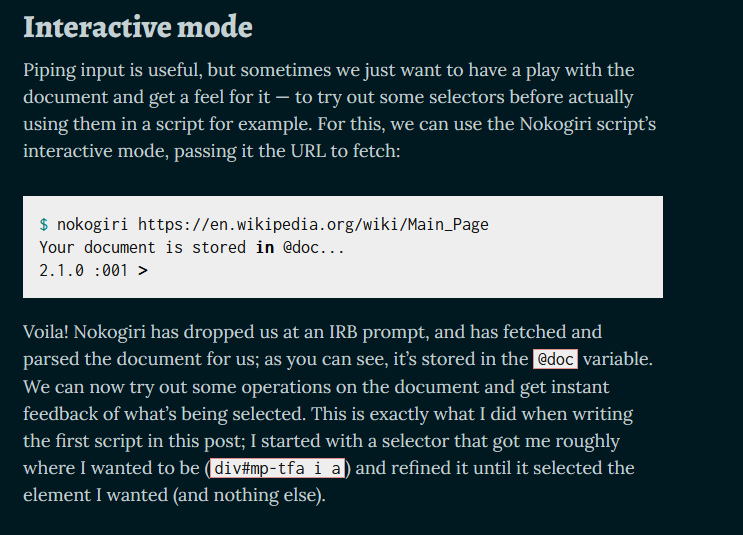 Interactive mode
Piping input is useful, but sometimes we just want to have a play with the
document and get a feel for it — to try out some selectors before actually
using them in a script for example. For this, we can use the Nokogiri script’s
interactive mode, passing it the URL to fetch:
$ nokogiri https://en.wikipedia.org/wiki/Main_Page
Your document is stored in @doc...
2.1.0 :001 >
Voila! Nokogiri has dropped us at an IRB prompt, and has fetched and
parsed the document for us; as you can see, it’s stored in the @doc variable.
We can now try out some operations on the document and get instant
feedback of what’s being selected. This is exactly what I did when writing
the first script in this post; I started with a selector that got me roughly
where I wanted to be (div#mp-tfa i a) and refined it until it selected the
element I wanted (and nothing else).